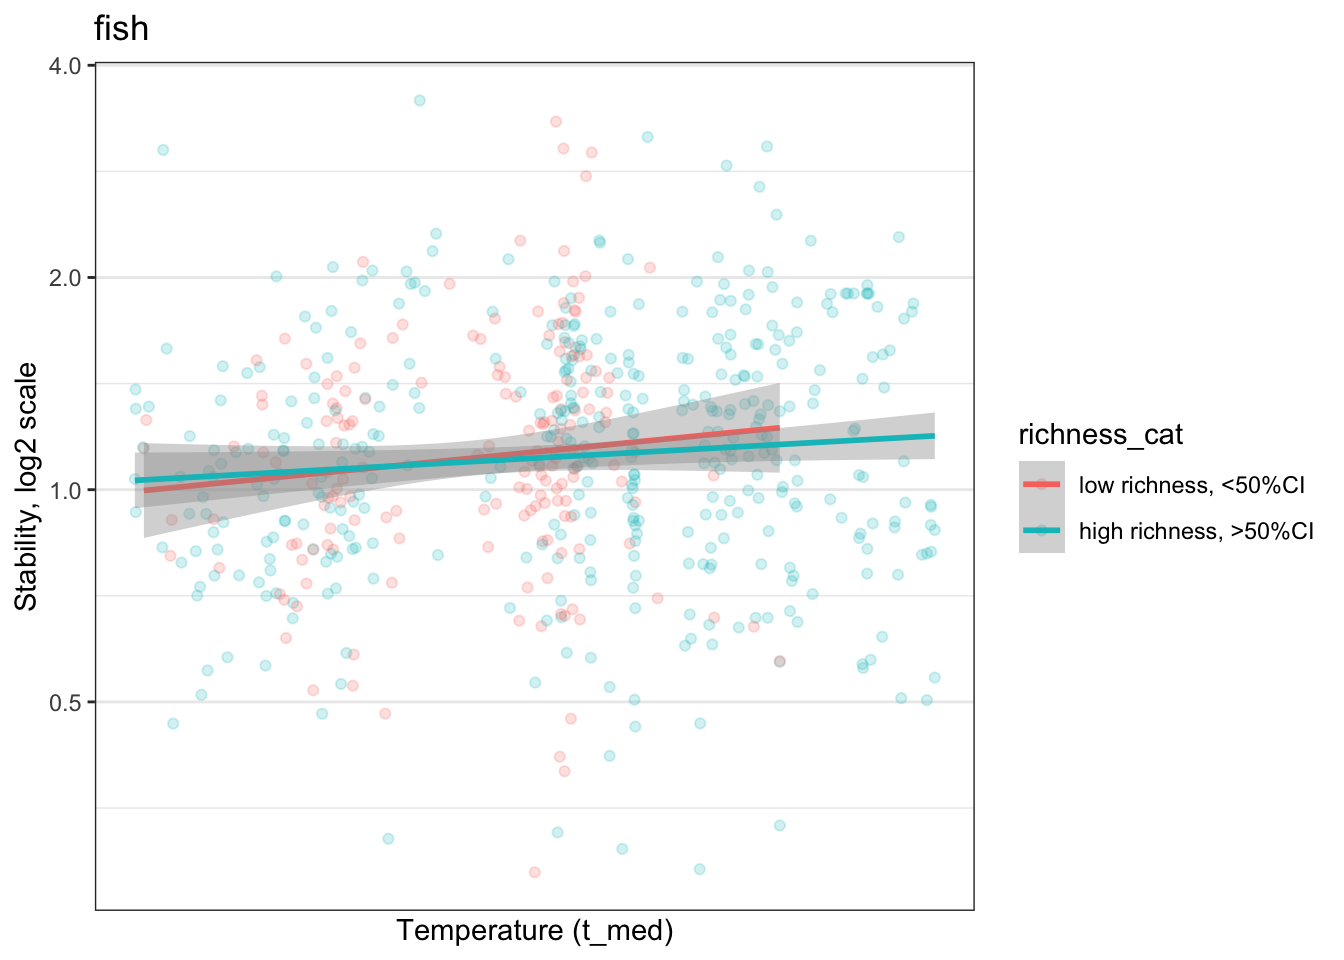 fish
4.0
2.0
1.0
0.5
Stability, log2 scale
Temperature (t_med)
richness_cat
low richness, <50%CI
high richness, >50%CI